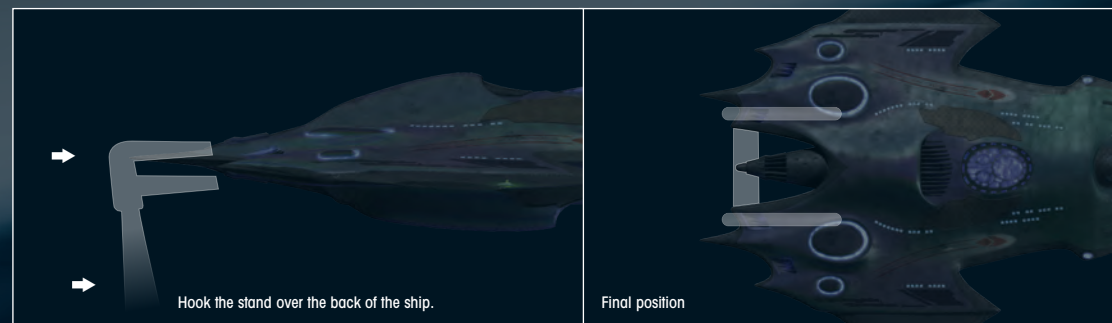 Hook the stand over the back of the ship.
Final position